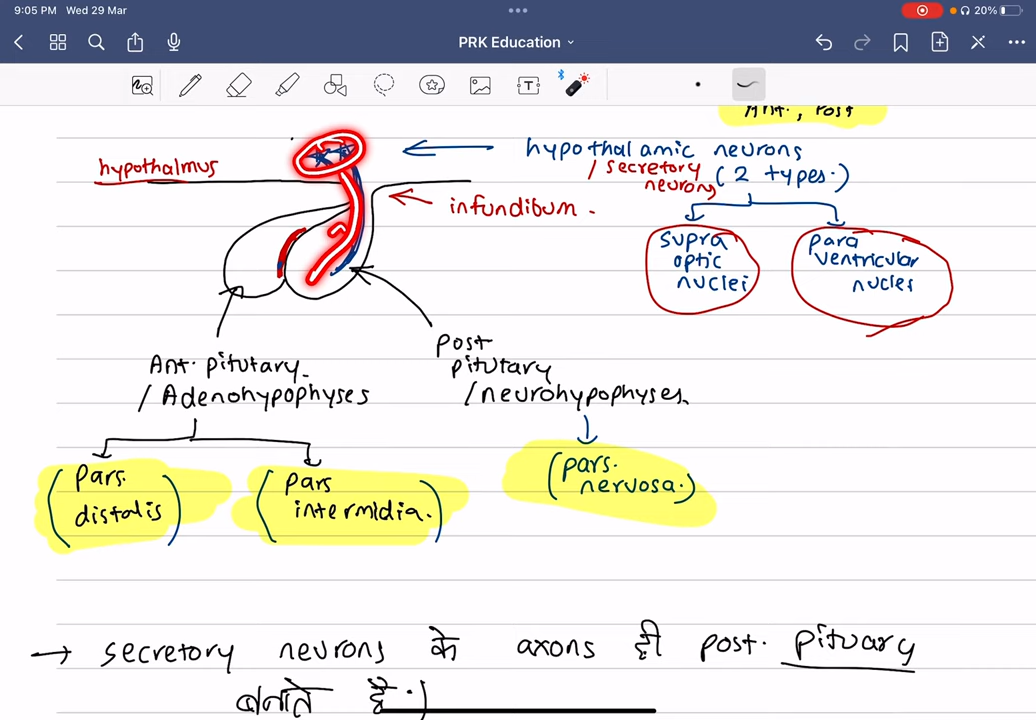 9:05 PM Wed 29 Mar
20%
PRK Education
Ant., Post
hypothalmus
hypothalamic neurons
/ secretory neurons
(2 types.)
infundibum.
supra
optic
nuclei
para
ventricular
nuclei
Ant. pitutary
/ Adenohypophyses
post
pitutary
/neurohypophyses.
(pars.
distalis)
(pars
intermidia.)
(pars.
nervosa.)
→ secretory neurons के axons ही post. pituary
बनाते है.)